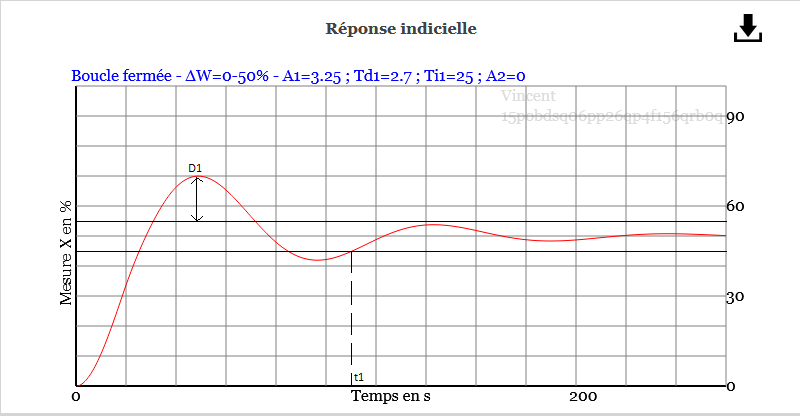 Réponse indicielle
Boucle fermée - ΔW=0-50% - A1=3.25 ; Td1=2.7 ; Ti1=25 ; A2=0
Vincent
90
D1
60
Mesure X en %
30
t1
0
0
Temps en s
200